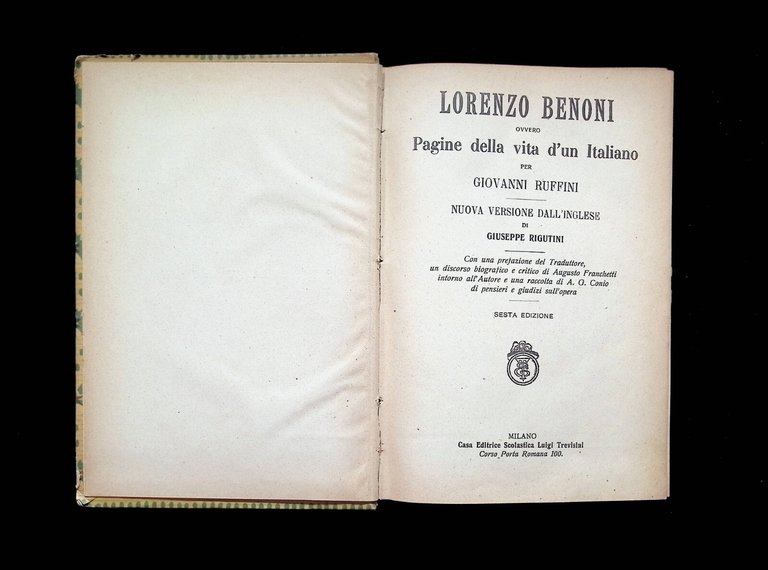 LORENZO BENONI
OVVERO
Pagine della vita d'un Italiano
PER
GIOVANNI RUFFINI
NUOVA VERSIONE DALL'INGLESE
DI
GIUSEPPE RIGUTINI
Con una prefazione del Traduttore,
un discorso biografico e critico di Augusto Franchetti
intorno all'Autore e una raccolta di A. G. Conio
di pensieri e giudizi sull'opera
SESTA EDIZIONE
MILANO
Casa Editrice Scolastica Luigi Trevisini
Corso Porta Romana 100.